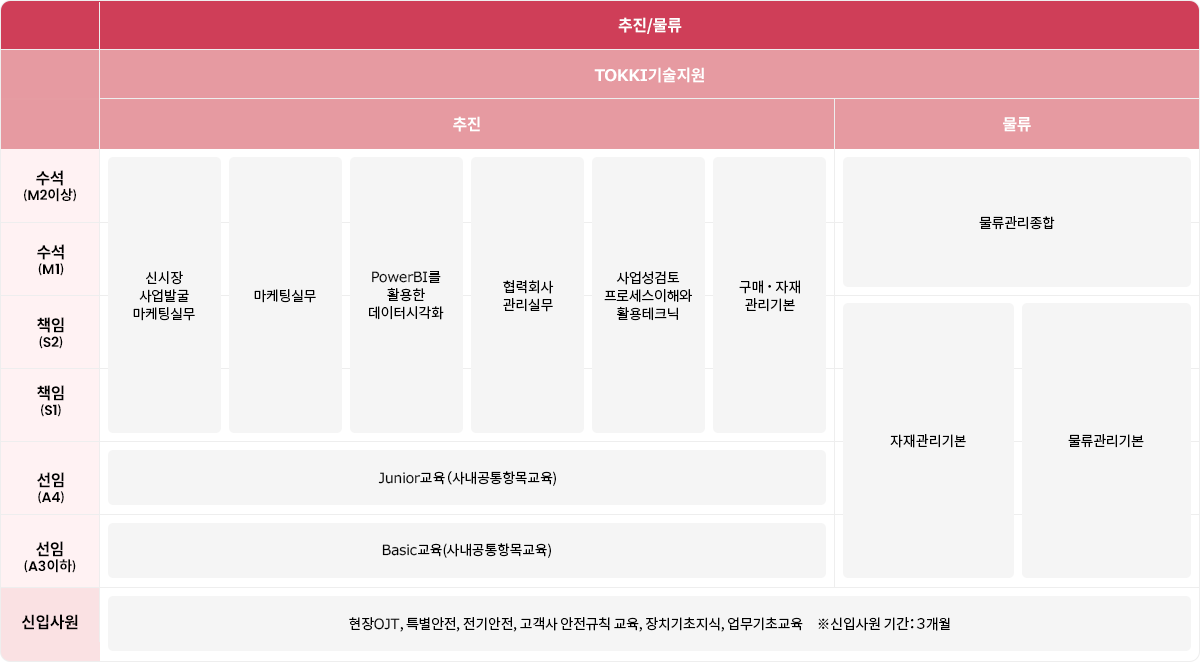 추진/물류
TOKKI기술지원
추진
물류
수석
(M2이상)
수석
(M1)
책임
(S2)
책임
(S1)
선임
(A4)
선임
(A3이하)
신입사원
신시장
사업발굴
마케팅실무
마케팅실무
PowerBI를
활용한
데이터시각화
협력회사
관리실무
사업성검토
프로세스이해와
활용테크닉
구매・자재
관리기본
물류관리종합
자재관리기본
물류관리기본
Junior교육 (사내공통항목교육)
Basic교육(사내공통항목교육)
현장OJT, 특별안전, 전기안전, 고객사 안전규칙 교육, 장치기초지식, 업무기초교육 ※신입사원 기간: 3개월